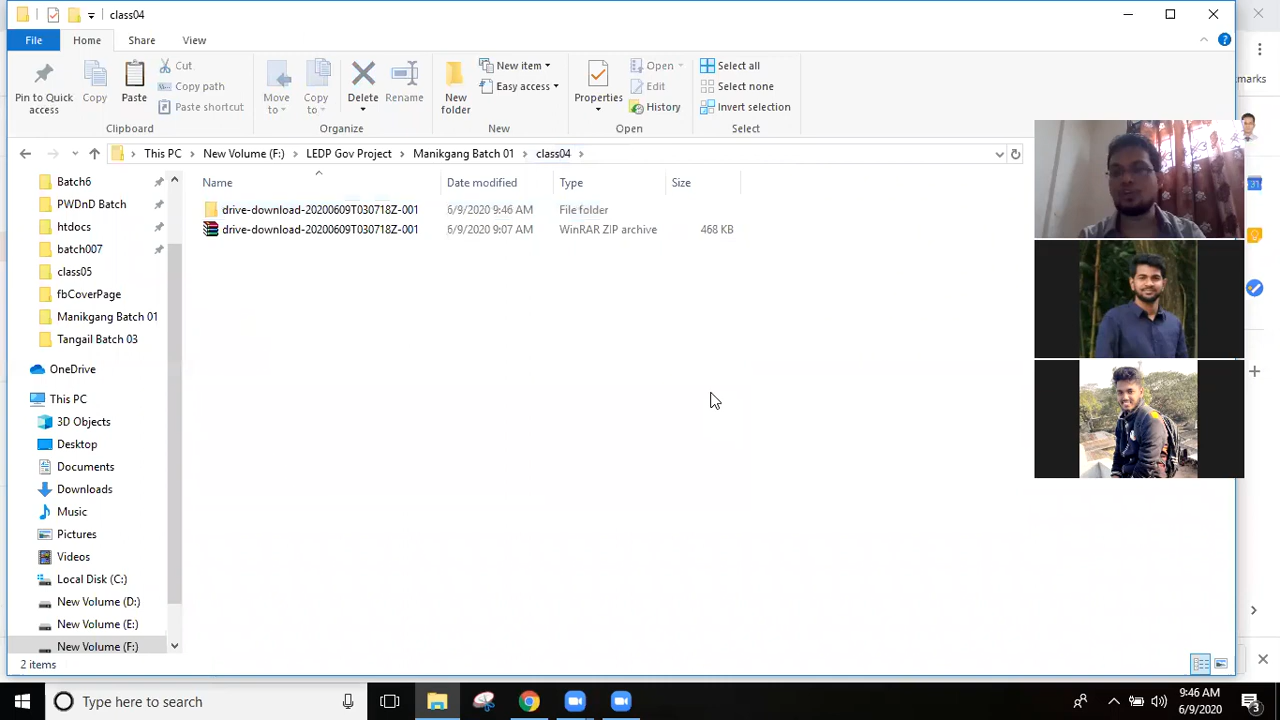 class04
File Home Share View
Pin to Quick access
Copy
Paste
Cut
Copy path
Paste shortcut
Clipboard
Move to
Copy to
Delete
Rename
Organize
New folder
New item
Easy access
New
Properties
Open
Edit
History
Open
Select all
Select none
Invert selection
Select
marks
This PC > New Volume (F:) > LEDP Gov Project > Manikgang Batch 01 > class04 >
Name Date modified Type Size
drive-download-20200609T030718Z-001 6/9/2020 9:46 AM File folder
drive-download-20200609T030718Z-001 6/9/2020 9:07 AM WinRAR ZIP archive 468 KB
Batch6
PWDnD Batch
htdocs
batch007
class05
fbCoverPage
Manikgang Batch 01
Tangail Batch 03
OneDrive
This PC
3D Objects
Desktop
Documents
Downloads
Music
Pictures
Videos
Local Disk (C:)
New Volume (D:)
New Volume (E:)
New Volume (F:)
2 items
Type here to search
9:46 AM
6/9/2020
3